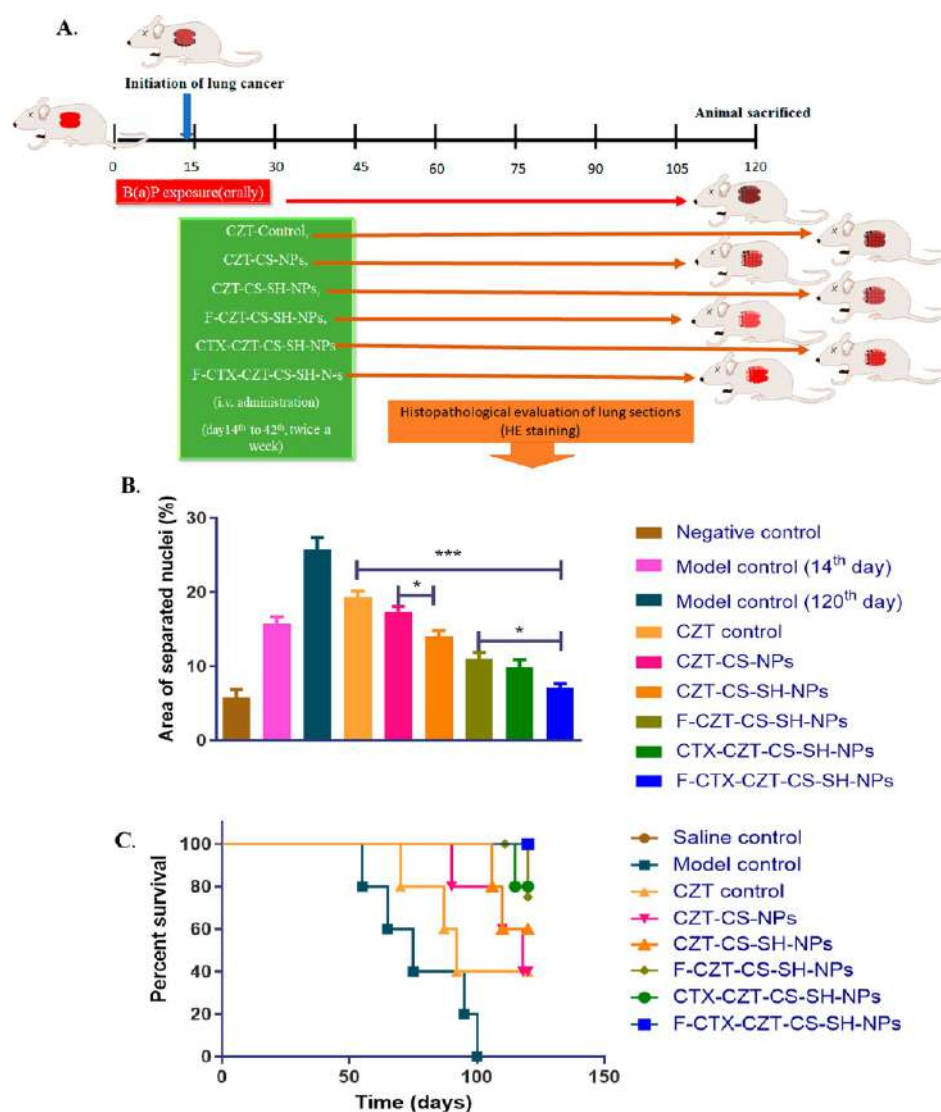 A.
Initiation of lung cancer
Animal sacrificed
0 15 30 45 60 75 90 105 120
B(a)P exposure(orally)
CZT-Control,
CZT-CS-NPs,
CZT-CS-SH-NPs,
F-CZT-CS-SH-NPs,
CTX-CZT-CS-SH-NPs
F-CTX-CZT-CS-SH-N-s
(i.v. administration)
(day14th to 42th, twice a
week)
Histopathological evaluation of lung sections
(HE staining)
B.
Area of separated nuclei (%)
30
20
10
0
***
*
*
Negative control
Model control (14th day)
Model control (120th day)
CZT control
CZT-CS-NPs
CZT-CS-SH-NPs
F-CZT-CS-SH-NPs
CTX-CZT-CS-SH-NPs
F-CTX-CZT-CS-SH-NPs
C.
Percent survival
100
80
60
40
20
0
0 50 100 150
Time (days)
Saline control
Model control
CZT control
CZT-CS-NPs
CZT-CS-SH-NPs
F-CZT-CS-SH-NPs
CTX-CZT-CS-SH-NPs
F-CTX-CZT-CS-SH-NPs